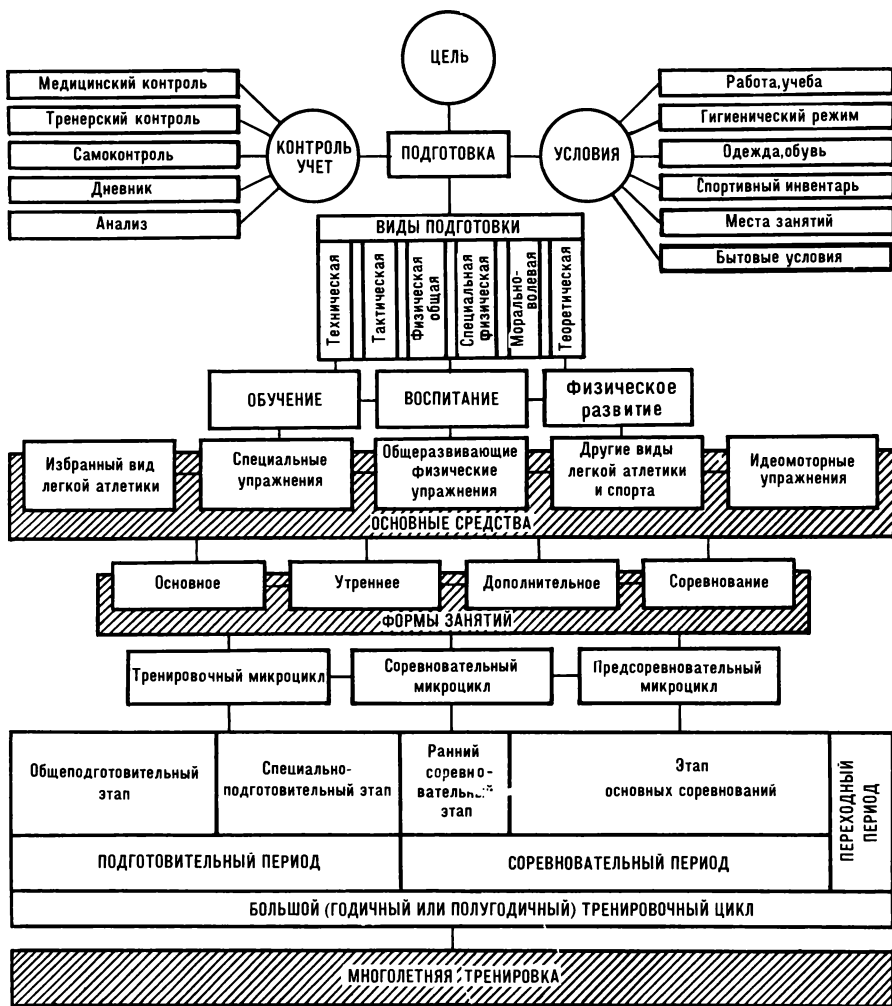 ЦЕЛЬ
Медицинский контроль
Тренерский контроль
Самоконтроль
Дневник
Анализ
КОНТРОЛЬ
УЧЕТ
ПОДГОТОВКА
УСЛОВИЯ
Работа, учеба
Гигиенический режим
Одежда, обувь
Спортивный инвентарь
Места занятий
Бытовые условия
ВИДЫ ПОДГОТОВКИ
Техническая
Тактическая
Физическая
общая
Специальная
физическая
Морально-
волевая
Теоретическая
ОБУЧЕНИЕ
ВОСПИТАНИЕ
Физическое
развитие
Избранный вид
легкой атлетики
Специальные
упражнения
Общеразвивающие
физические
упражнения
Другие виды
легкой атлетики
и спорта
Идеомоторные
упражнения
ОСНОВНЫЕ СРЕДСТВА
Основное
Утреннее
Дополнительное
Соревнование
ФОРМЫ ЗАНЯТИЙ
Тренировочный микроцикл
Соревновательный
микроцикл
Предсоревновательный
микроцикл
Общеподготовительный
этап
Специально-
подготовительный этап
Ранний
соревно-
вательный
этап
Этап
основных соревнований
ПЕРЕХОДНЫЙ
ПЕРИОД
ПОДГОТОВИТЕЛЬНЫЙ ПЕРИОД
СОРЕВНОВАТЕЛЬНЫЙ ПЕРИОД
БОЛЬШОЙ (ГОДИЧНЫЙ ИЛИ ПОЛУГОДИЧНЫЙ) ТРЕНИРОВОЧНЫЙ ЦИКЛ
МНОГОЛЕТНЯЯ ТРЕНИРОВКА